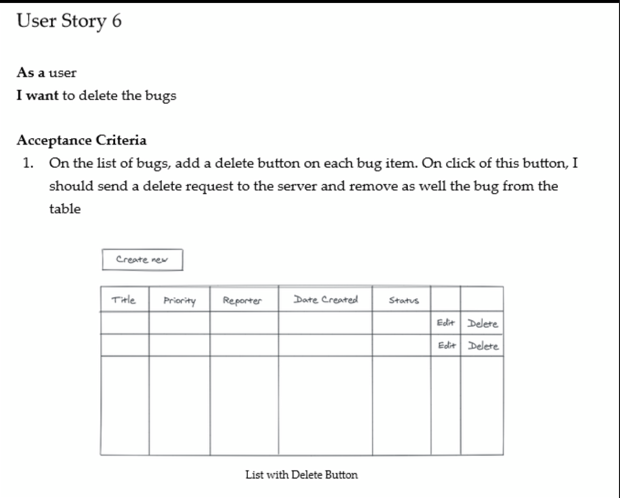 User Story 6
As a user
I want to delete the bugs
Acceptance Criteria
1. On the list of bugs, add a delete button on each bug item. On click of this button, I
should send a delete request to the server and remove as well the bug from the
table
Create new
Title Priority Reporter Date Created Status
Edit Delete
Edit Delete
List with Delete Button